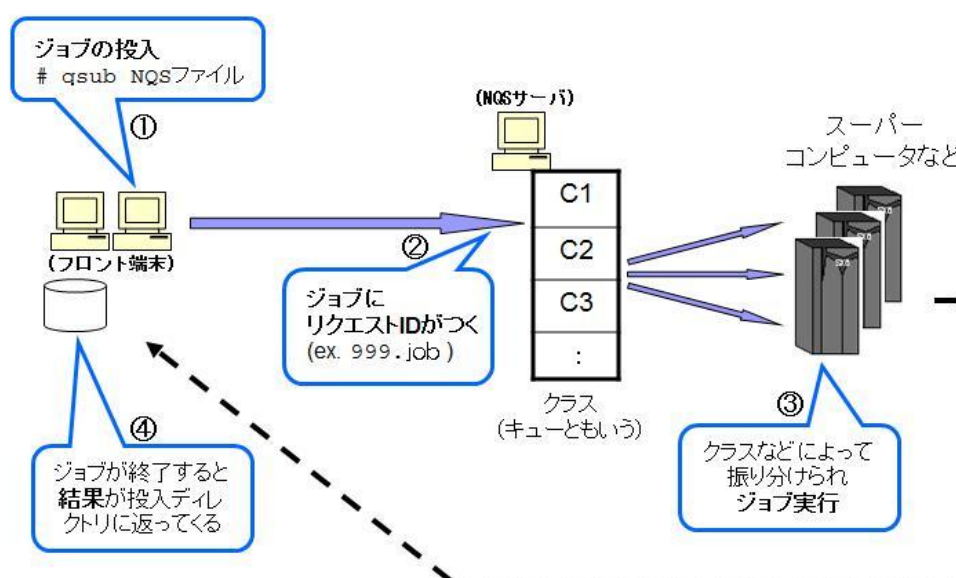 ジョブの投入
# qsub NQSファイル
①
(フロント端末)
②
ジョブに
リクエストIDがつく
(ex. 999.job )
(NQSサーバ)
C1
C2
C3
:
クラス
(キューともいう)
スーパー
コンピュータなど
③
クラスなどによって
振り分けられ
ジョブ実行
④
ジョブが終了すると
結果が投入ディレ
クトリに返ってくる